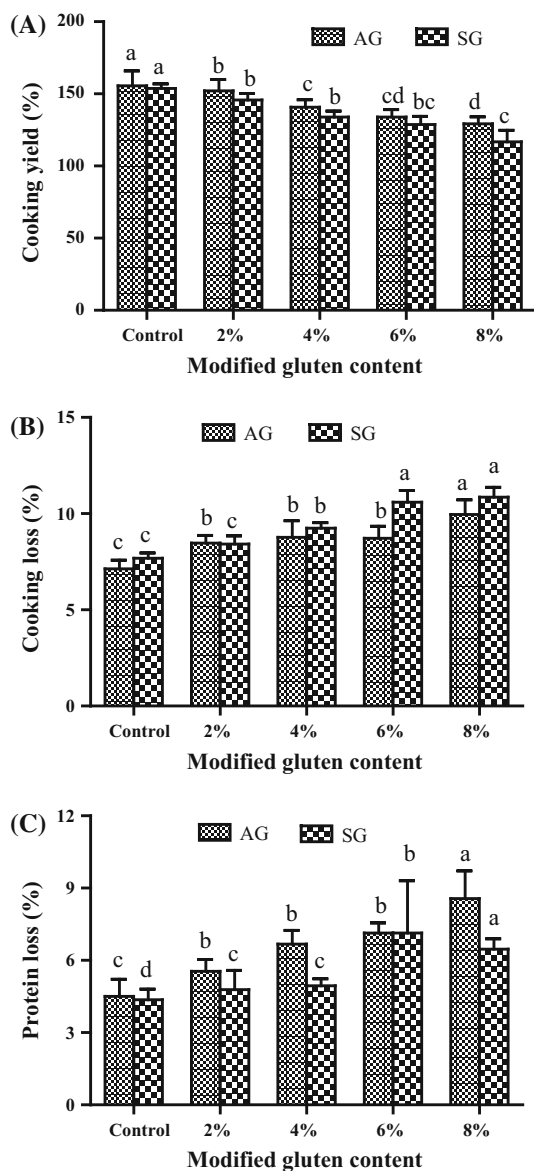 (A)
200
AG SG
a a b b c b cd bc d c
150
100
50
0
Cooking yield (%)
Control 2% 4% 6% 8%
Modified gluten content
(B)
15
AG SG
c c b c b b b a a a
10
5
0
Cooking loss (%)
Control 2% 4% 6% 8%
Modified gluten content
(C)
12
AG SG
c d b c b c b b a a
9
6
3
0
Protein loss (%)
Control 2% 4% 6% 8%
Modified gluten content